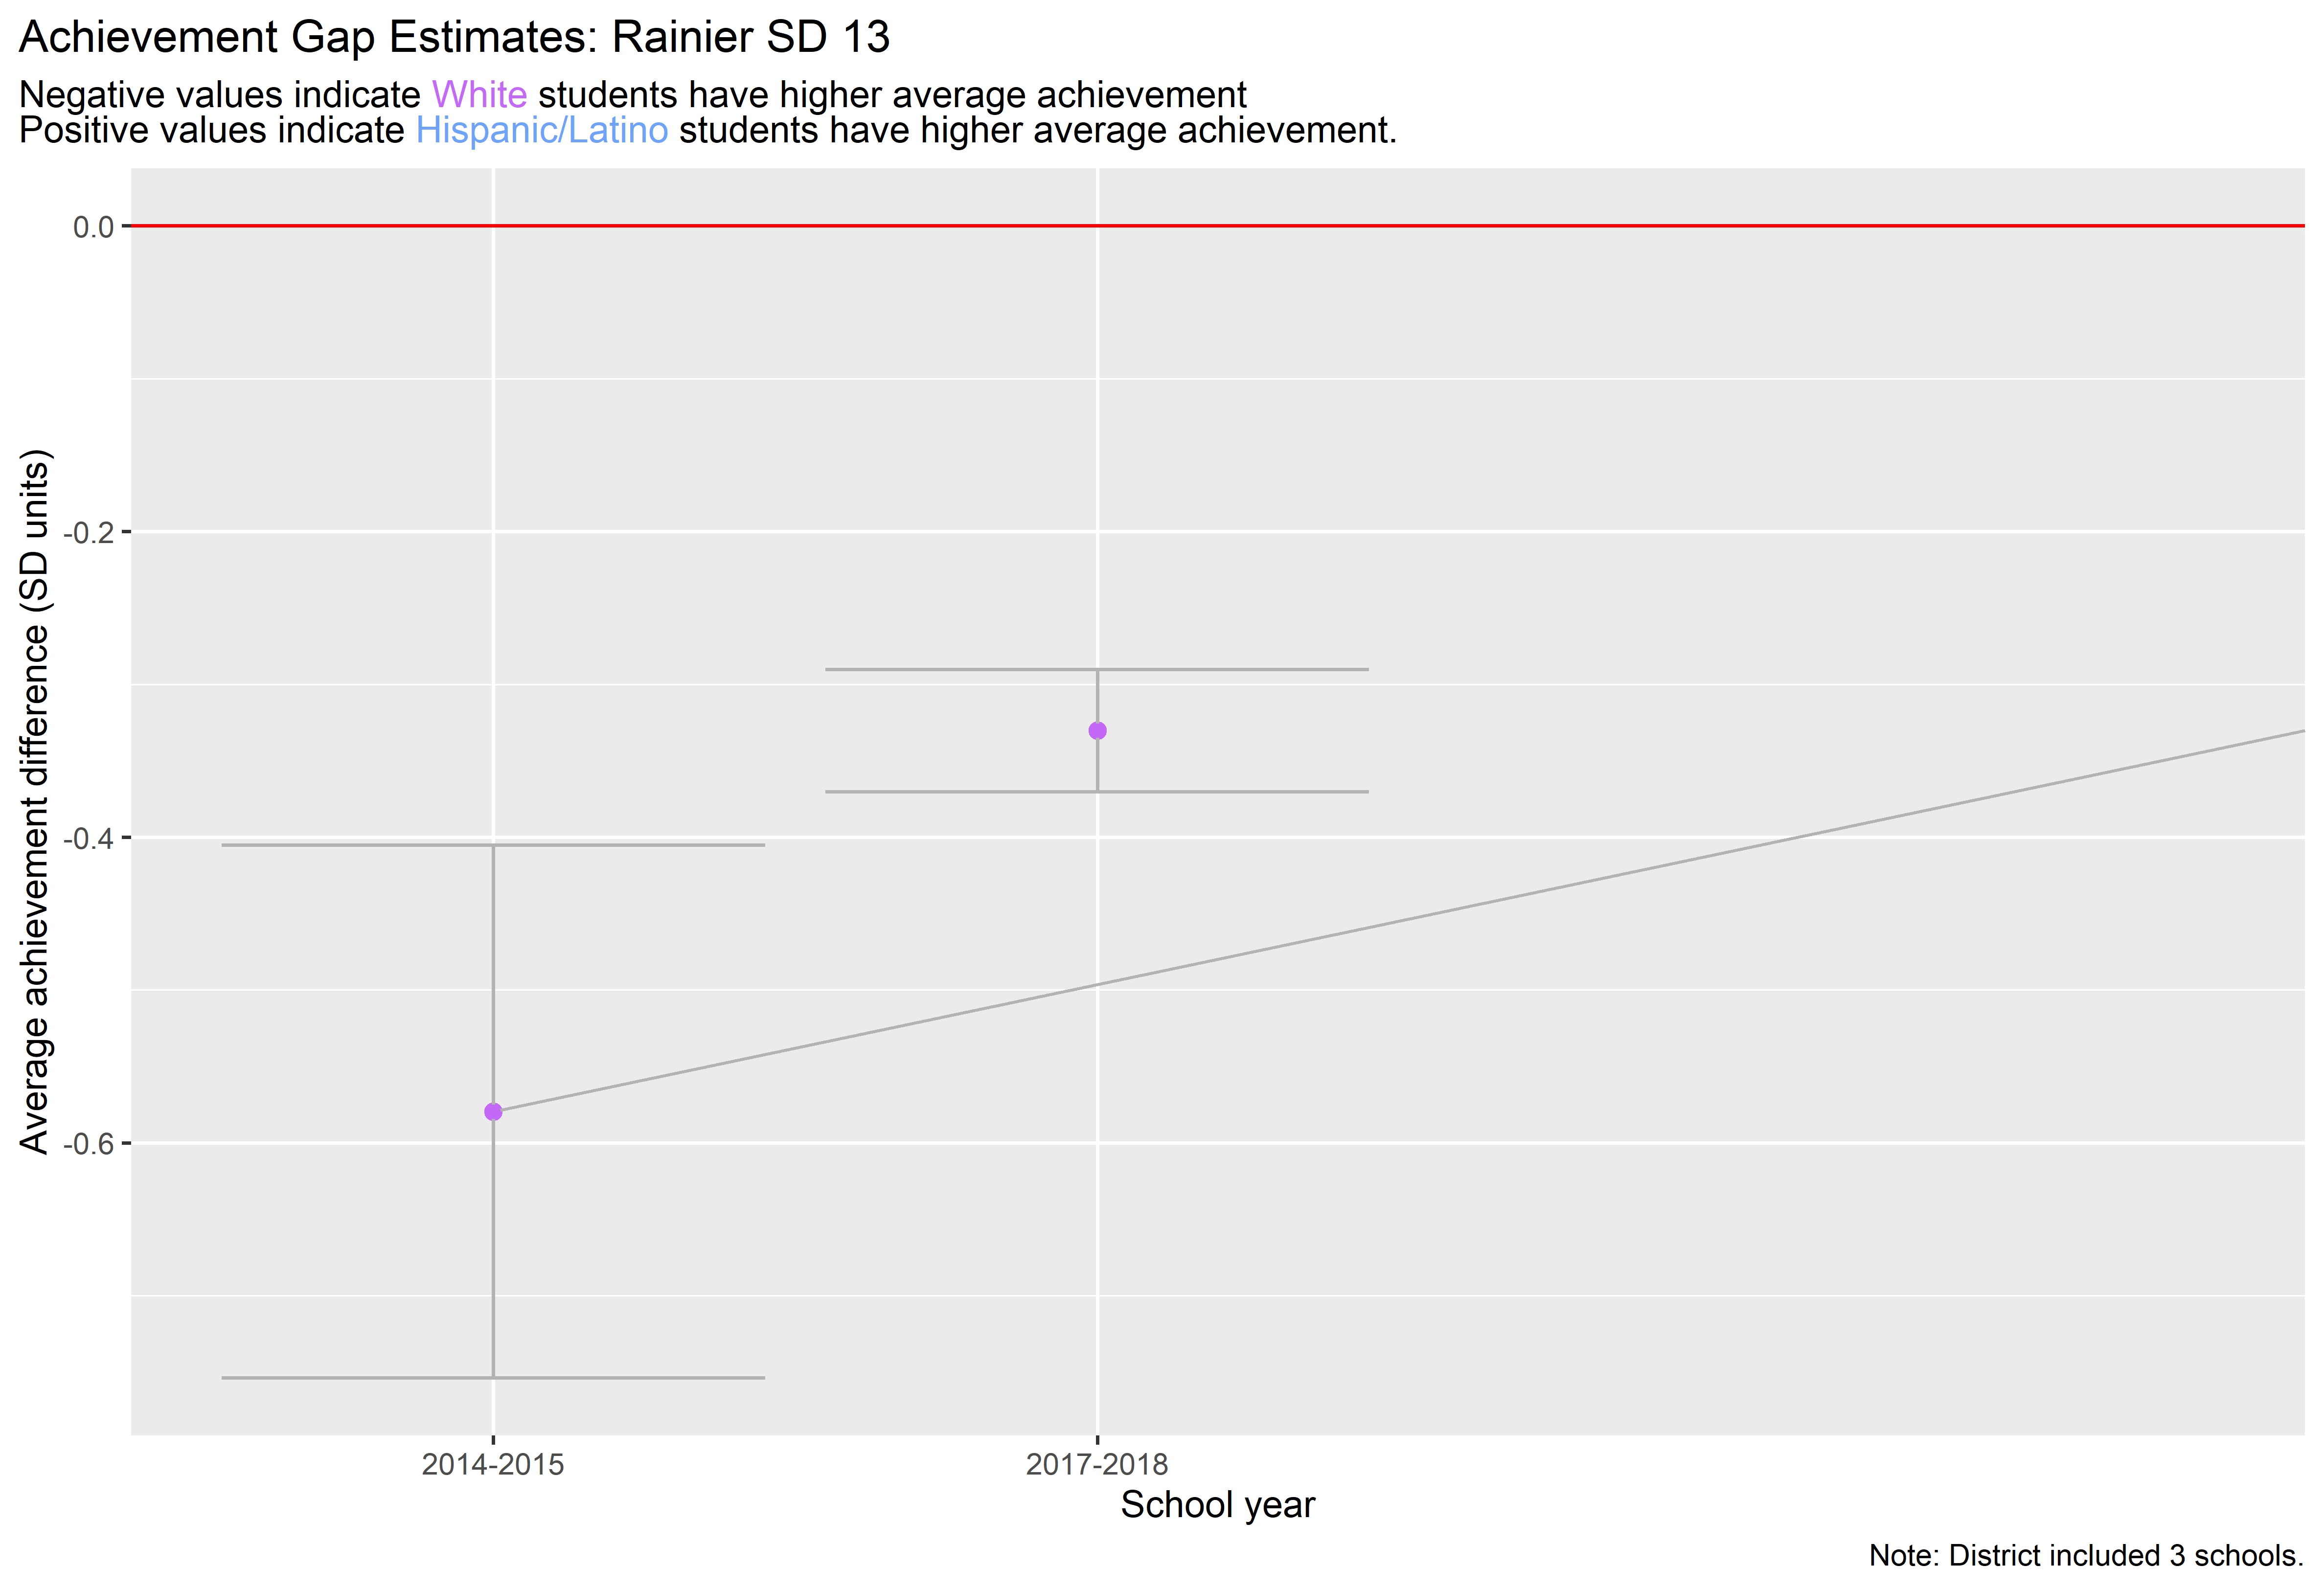 Achievement Gap Estimates: Rainier SD 13
Negative values indicate White students have higher average achievement
Positive values indicate Hispanic/Latino students have higher average achievement.
Average achievement difference (SD units)
0.0
-0.2
-0.4
-0.6
2014-2015
2017-2018
School year
Note: District included 3 schools.